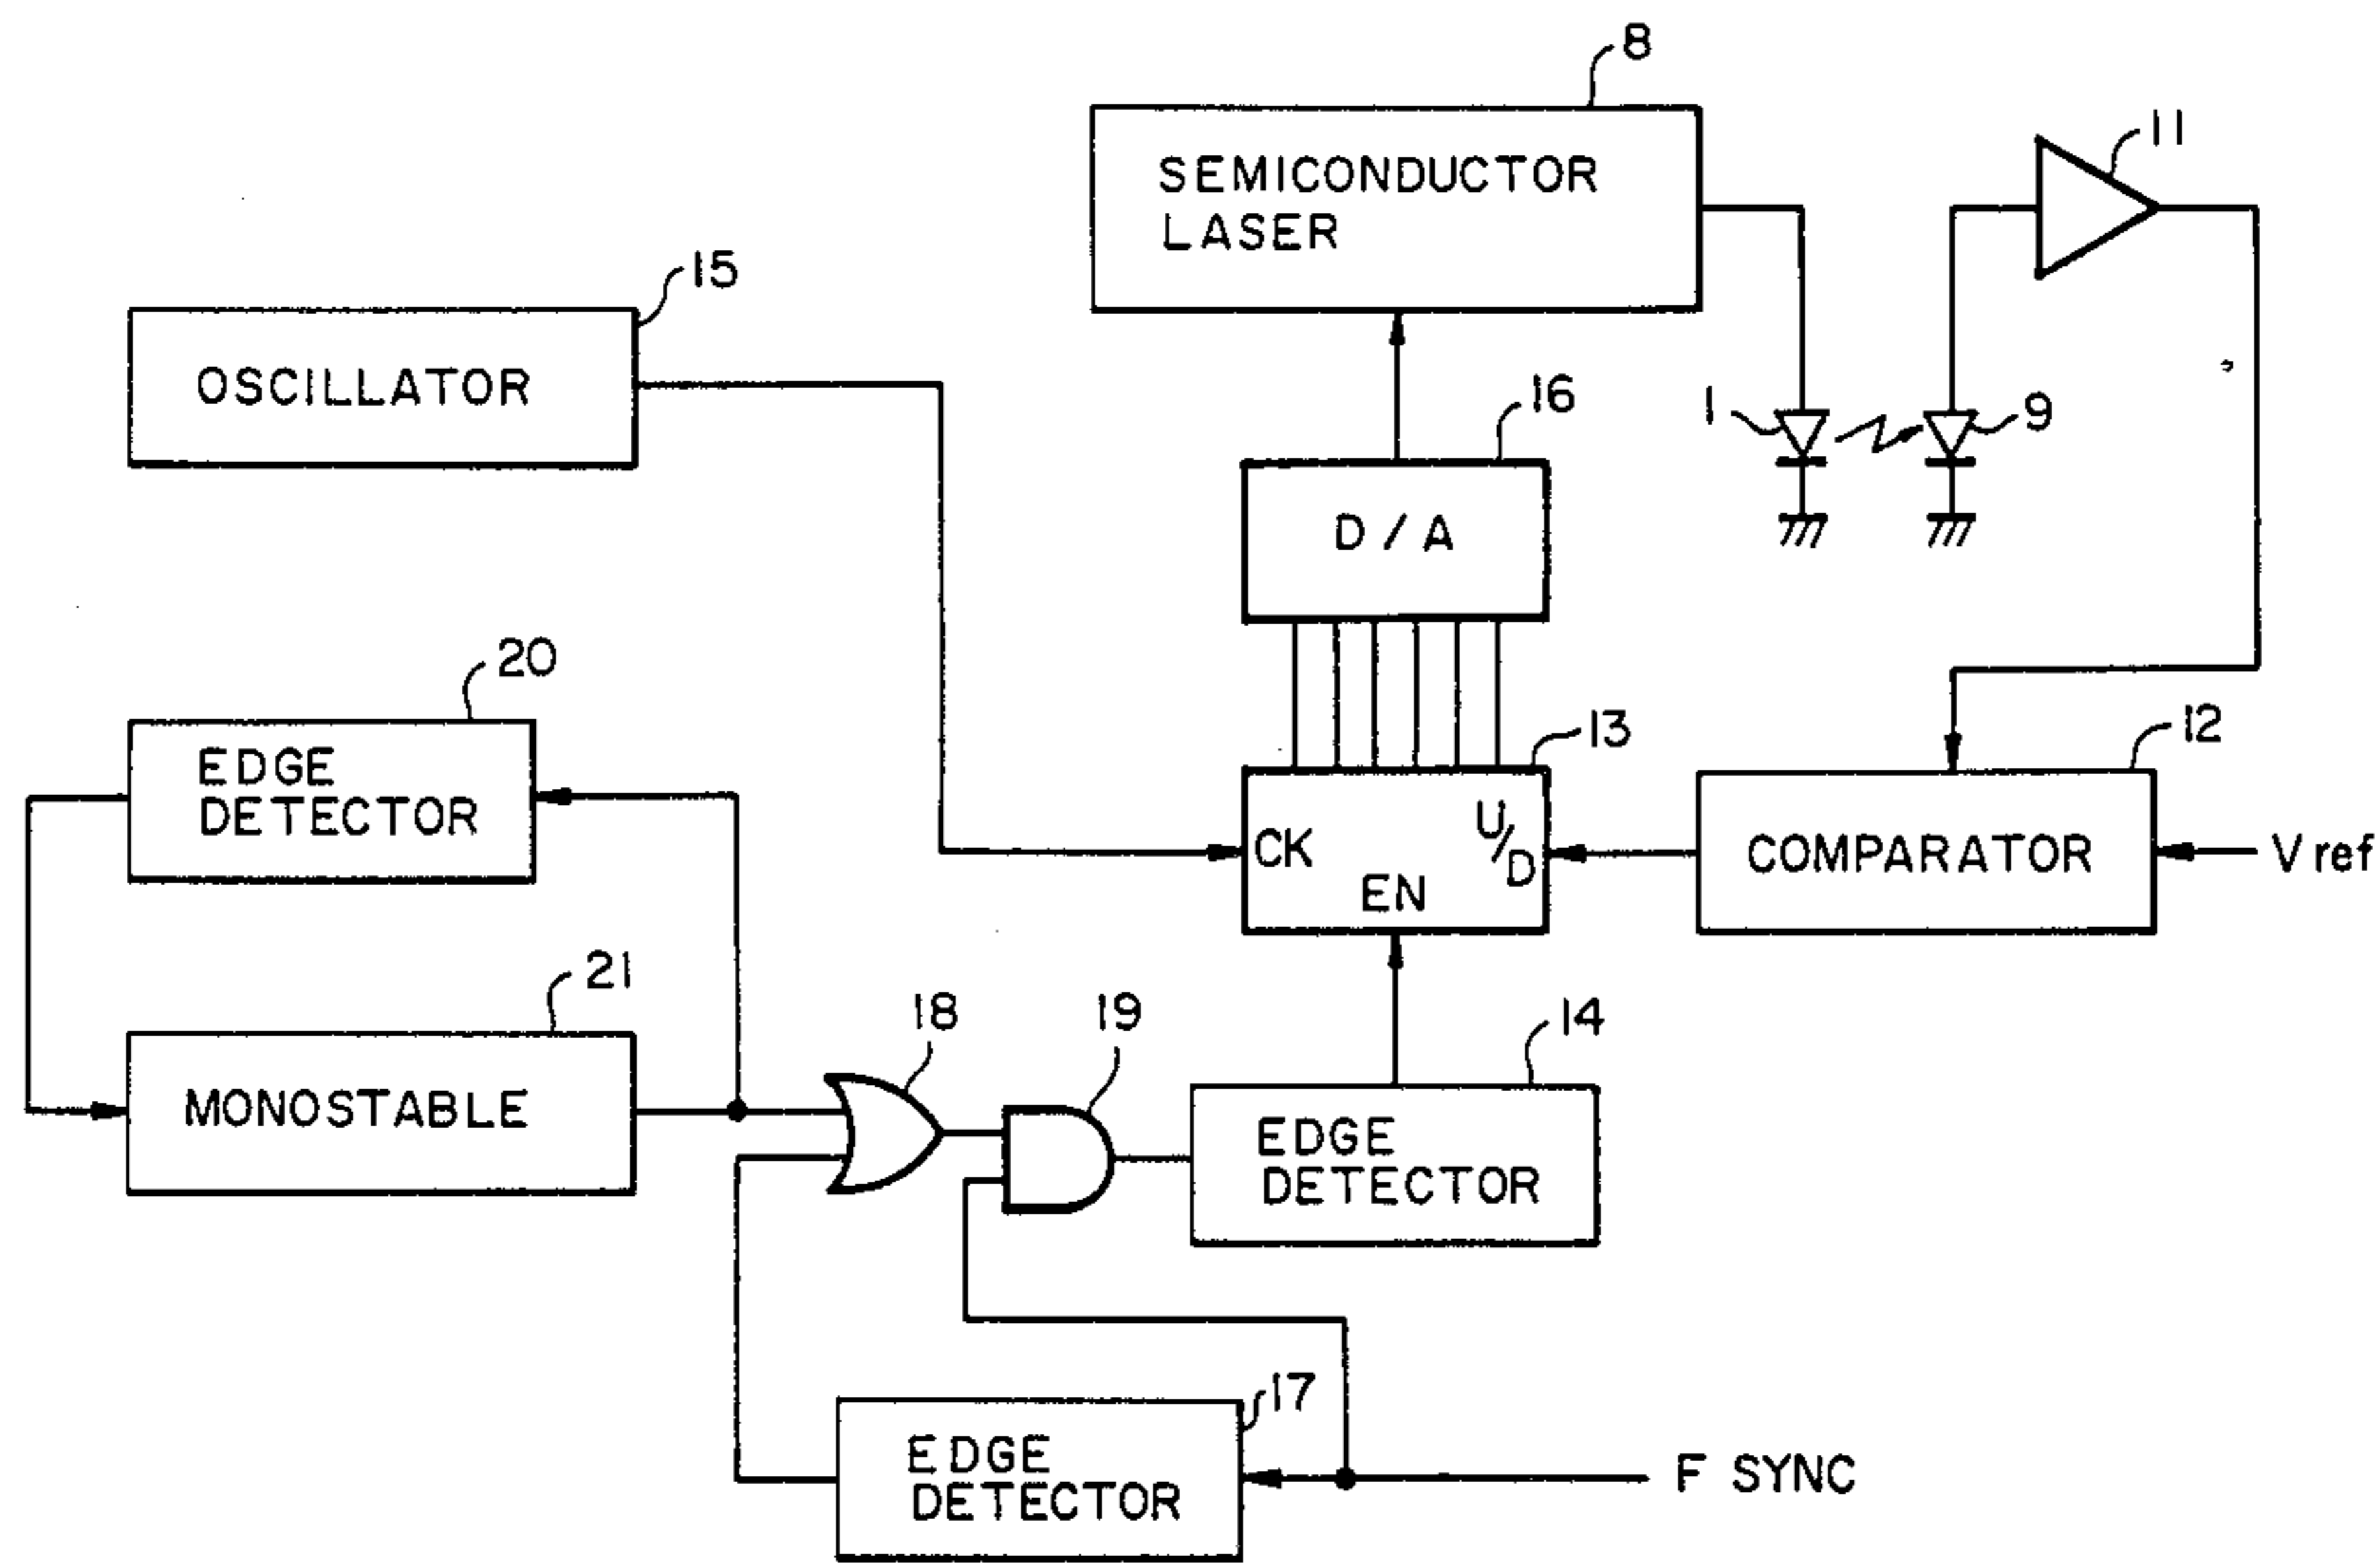 8
SEMICONDUCTOR
LASER
11
15
OSCILLATOR
16
1
9
D / A
20
EDGE
DETECTOR
13
12
CK
U/D
EN
COMPARATOR
V ref
21
MONOSTABLE
18
19
14
EDGE
DETECTOR
17
EDGE
DETECTOR
F SYNC